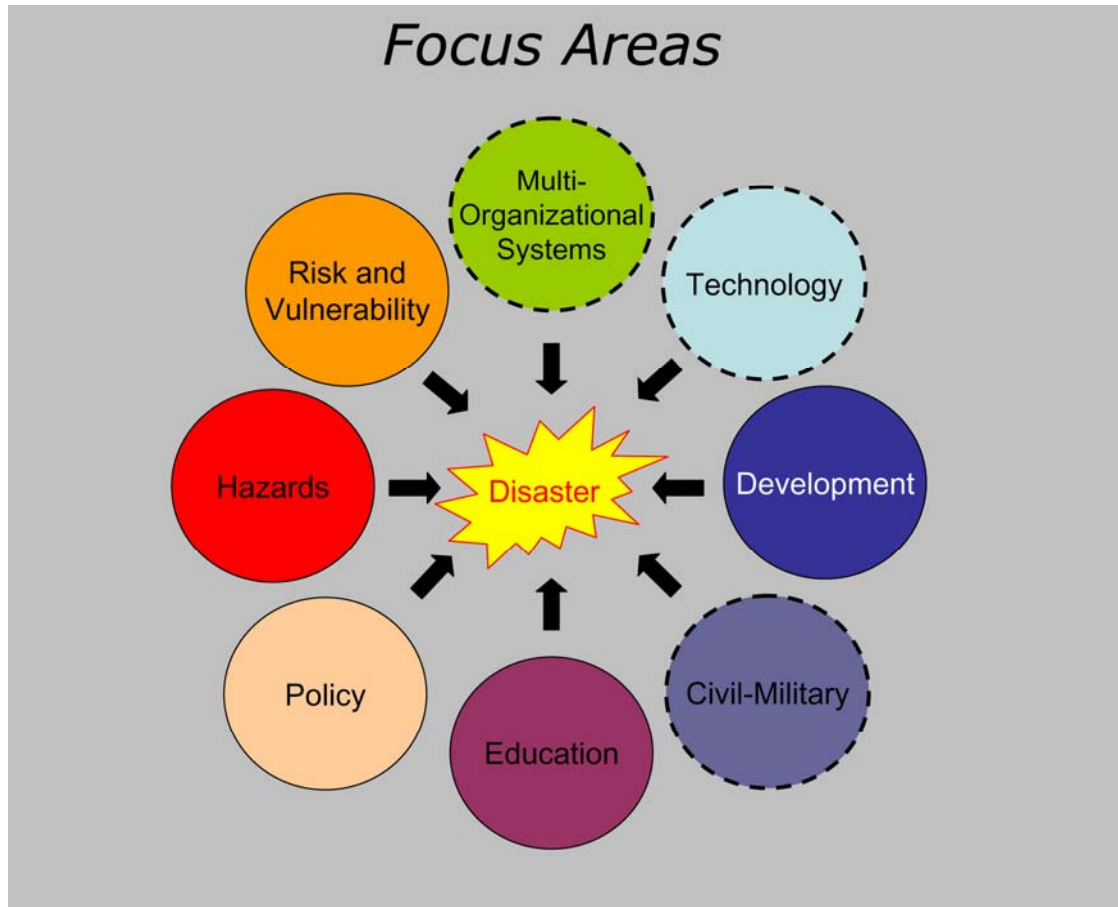 Focus Areas
Multi-
Organizational
Systems
Technology
Risk and
Vulnerability
Hazards
Disaster
Development
Policy
Civil-Military
Education